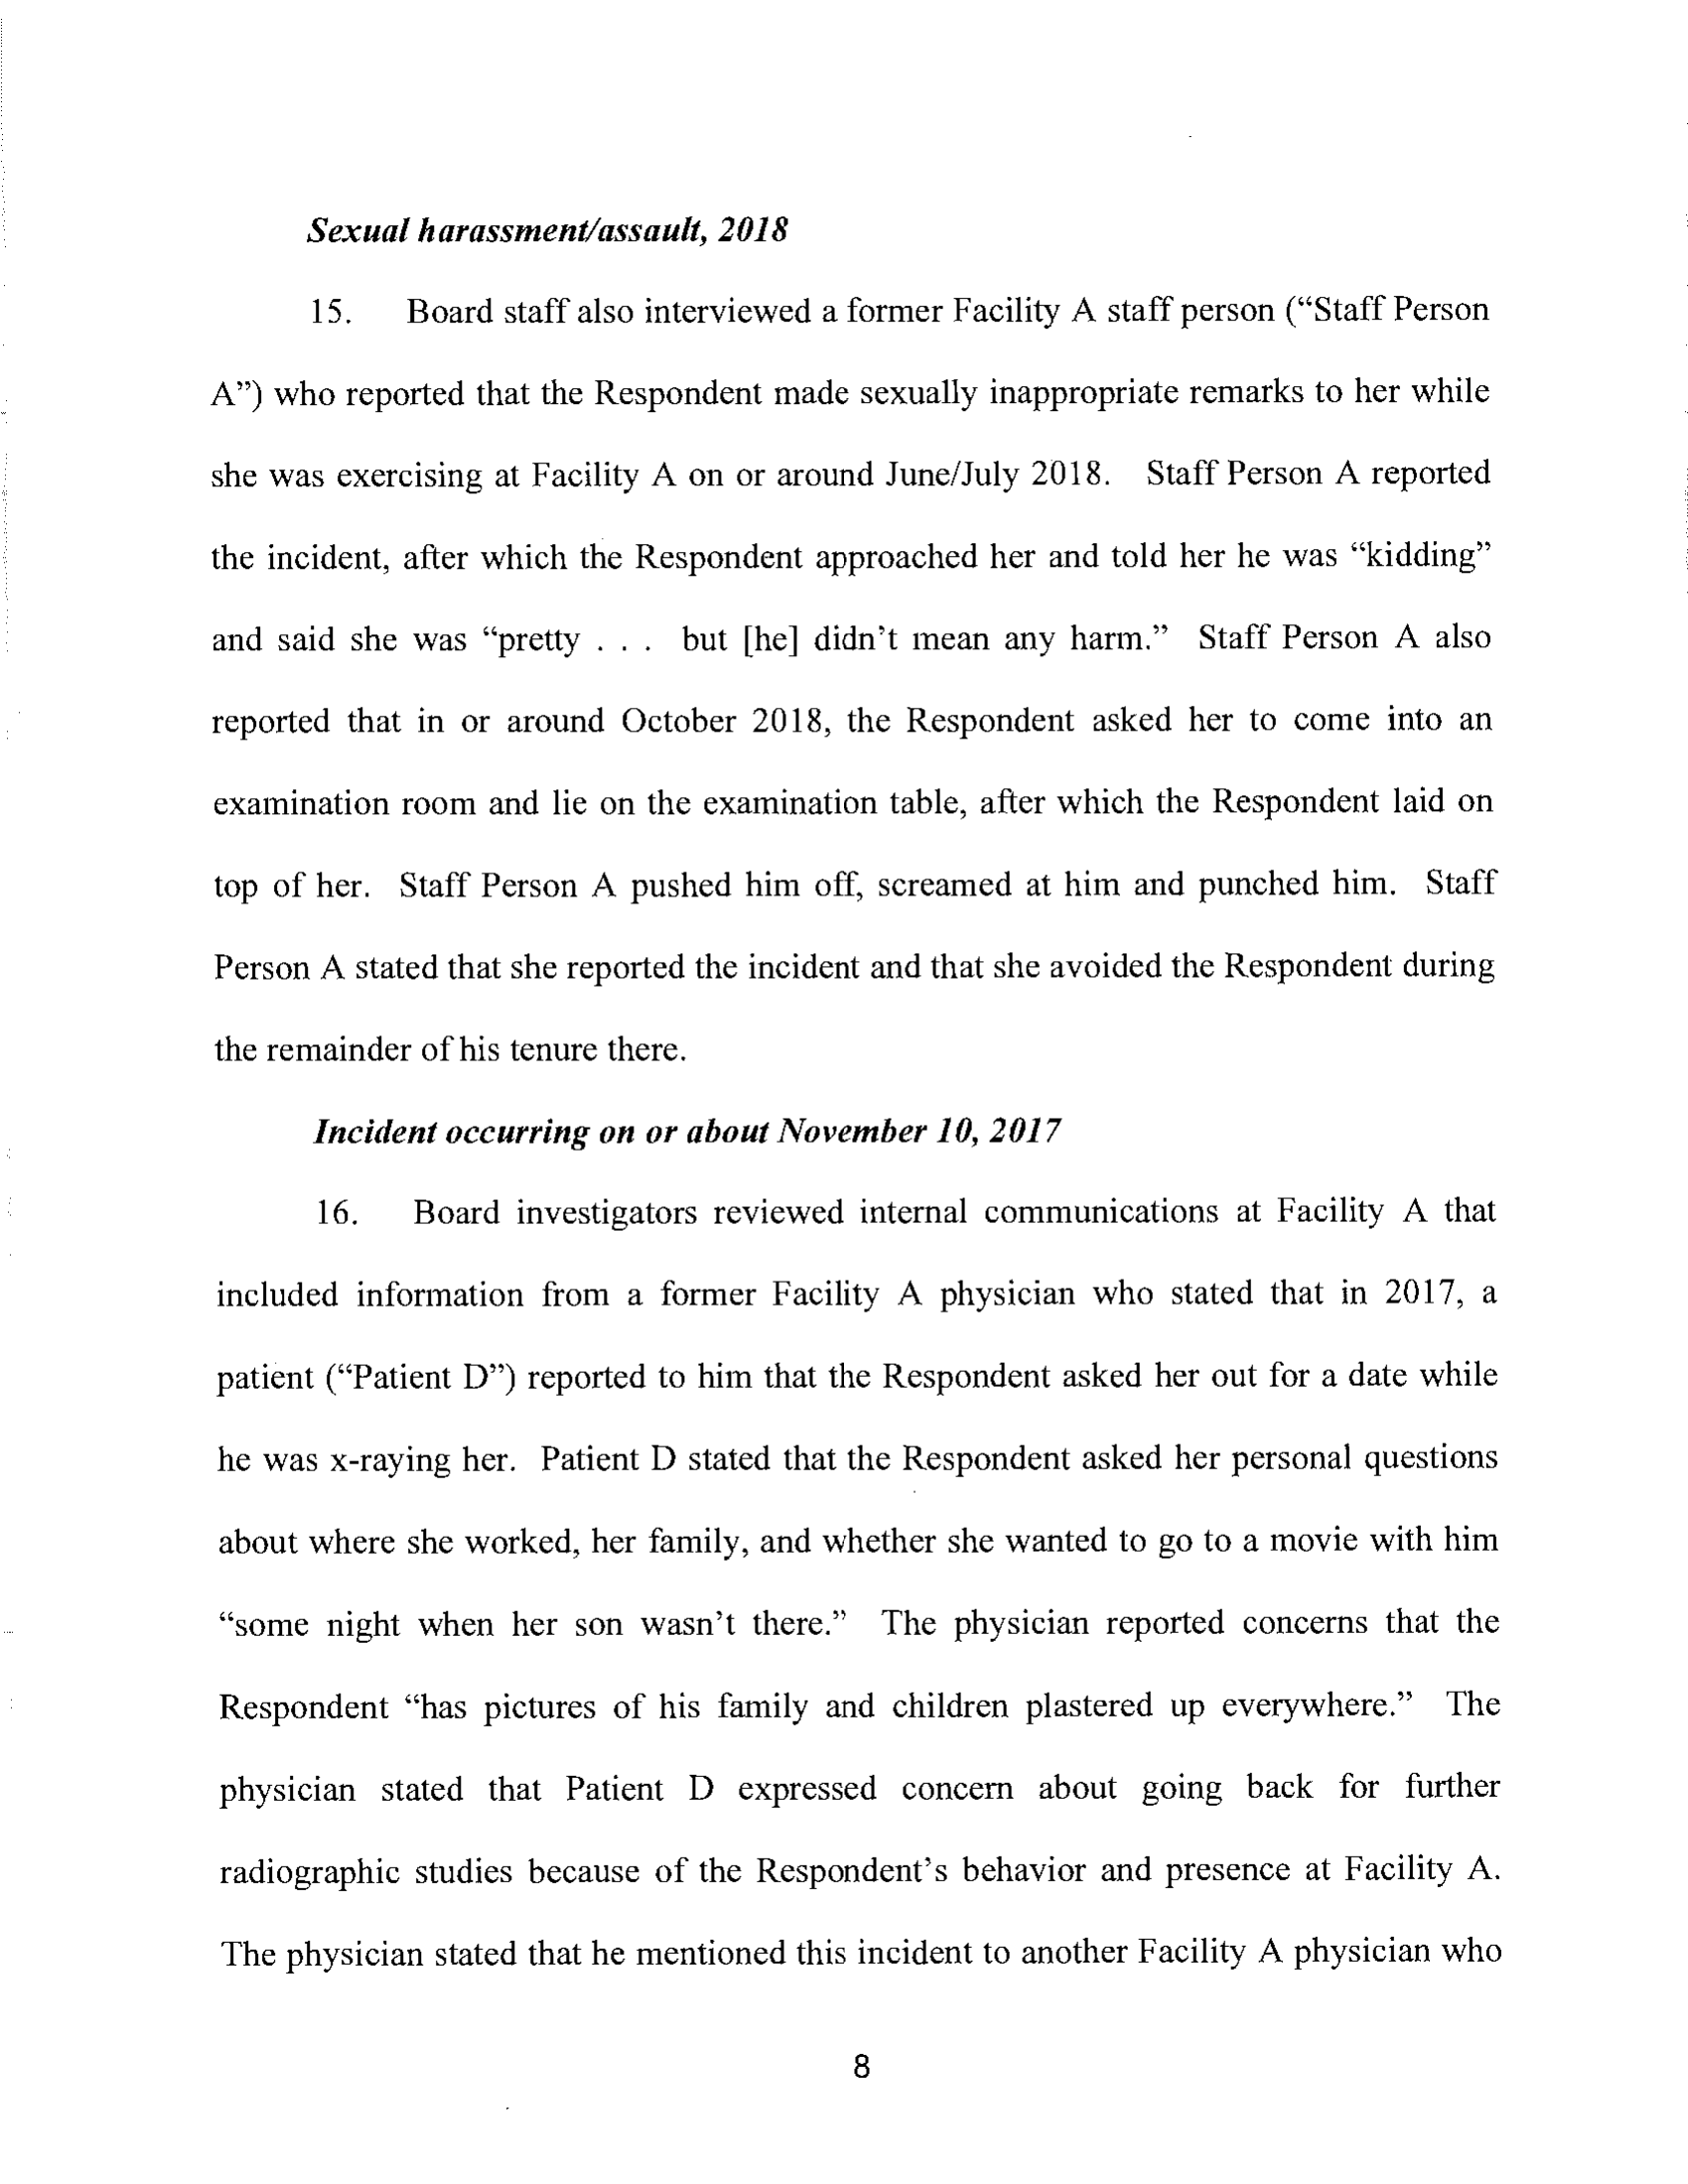 Sexual harassment/assault, 2018
15. Board staff also interviewed a former Facility A staff person (“Staff Person
A”) who reported that the Respondent made sexually inappropriate remarks to her while
she was exercising at Facility A on or around June/July 2018. Staff Person A reported
the incident, after which the Respondent approached her and told her he was “kidding”
and said she was “pretty . . . but [he] didn’t mean any harm.” Staff Person A also
reported that in or around October 2018, the Respondent asked her to come into an
examination room and lie on the examination table, after which the Respondent laid on
top of her. Staff Person A pushed him off, screamed at him and punched him. Staff
Person A stated that she reported the incident and that she avoided the Respondent during
the remainder of his tenure there.
Incident occurring on or about November 10, 2017
16. Board investigators reviewed internal communications at Facility A that
included information from a former Facility A physician who stated that in 2017, a
patient (“Patient D”) reported to him that the Respondent asked her out for a date while
he was x-raying her. Patient D stated that the Respondent asked her personal questions
about where she worked, her family, and whether she wanted to go to a movie with him
“some night when her son wasn’t there.” The physician reported concerns that the
Respondent “has pictures of his family and children plastered up everywhere.” The
physician stated that Patient D expressed concern about going back for further
radiographic studies because of the Respondent’s behavior and presence at Facility A.
The physician stated that he mentioned this incident to another Facility A physician who
8